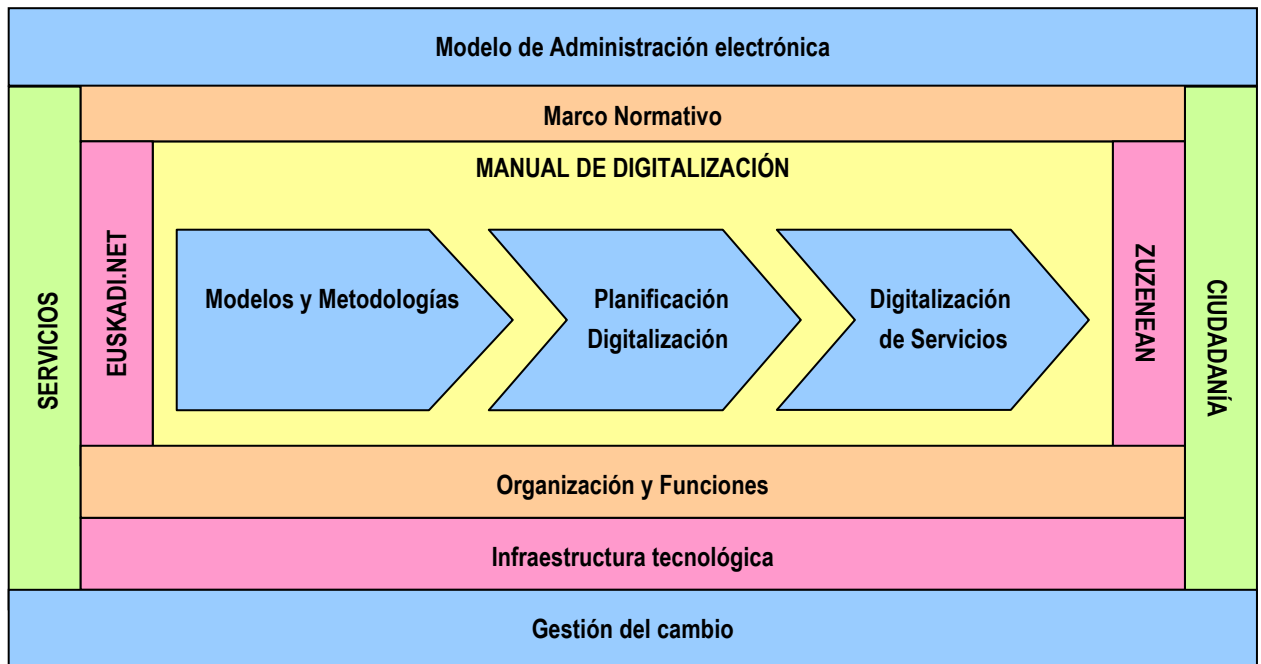 Modelo de Administración electrónica
Marco Normativo
MANUAL DE DIGITALIZACIÓN
SERVICIOS
EUSKADI.NET
Modelos y Metodologías
Planificación
Digitalización
Digitalización
de Servicios
ZUZENEAN
CIUDADANÍA
Organización y Funciones
Infraestructura tecnológica
Gestión del cambio